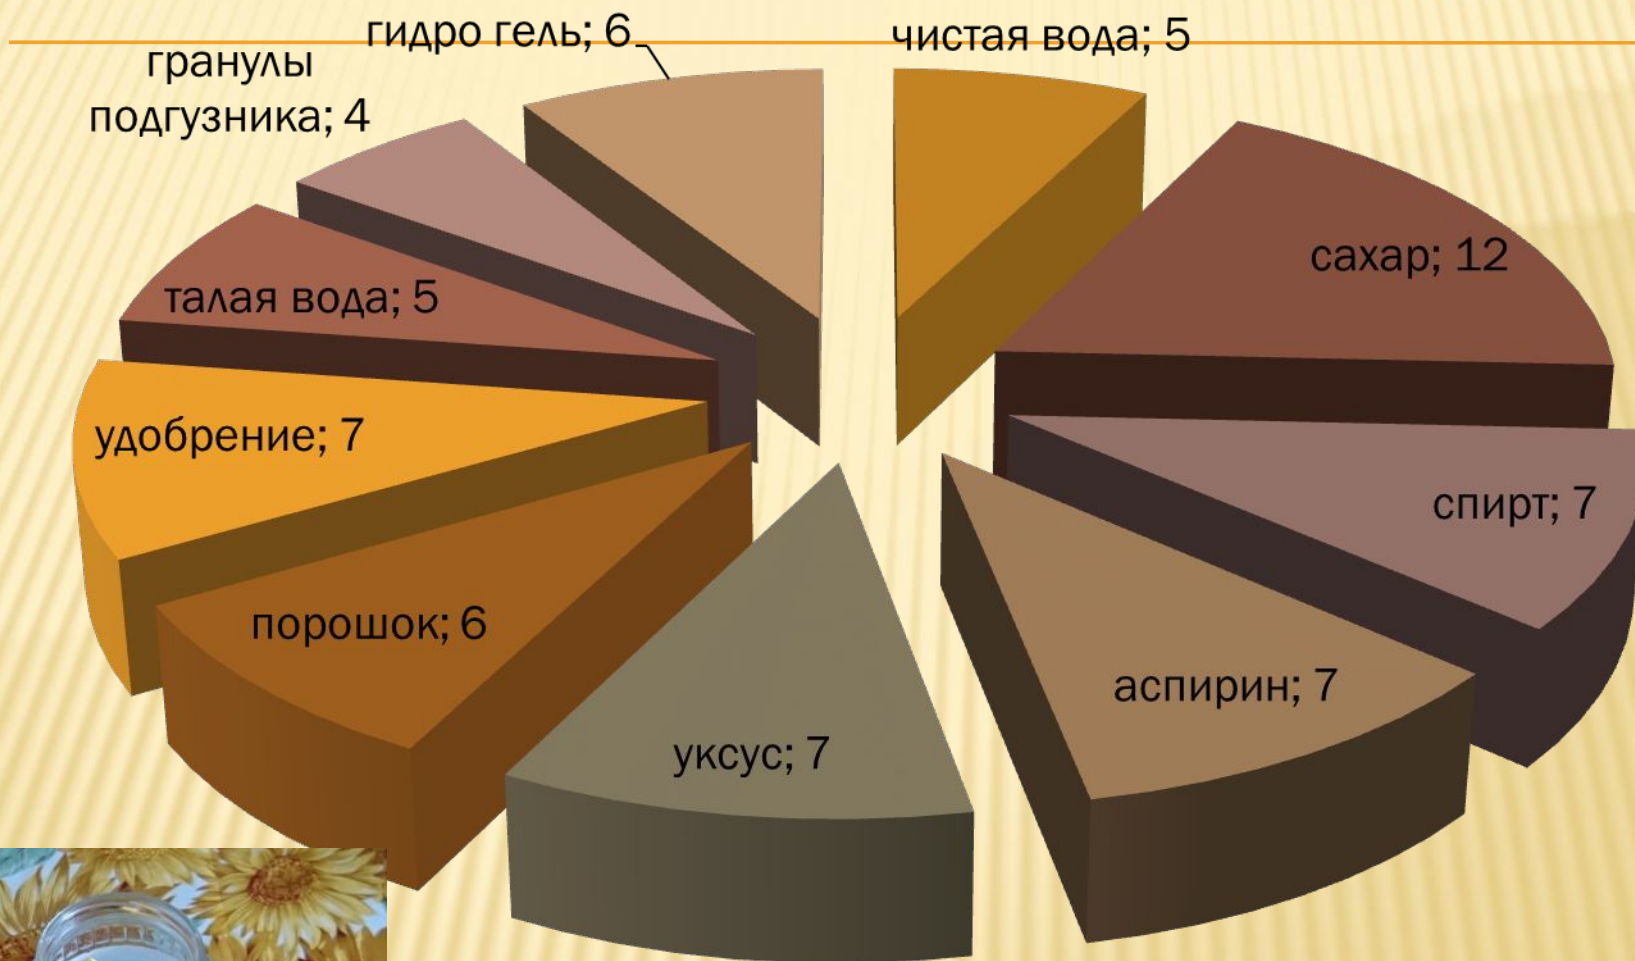 гидро гель; 6
чистая вода; 5
гранулы
подгузника; 4
сахар; 12
талая вода; 5
удобрение; 7
спирт; 7
порошок; 6
аспирин; 7
уксус; 7